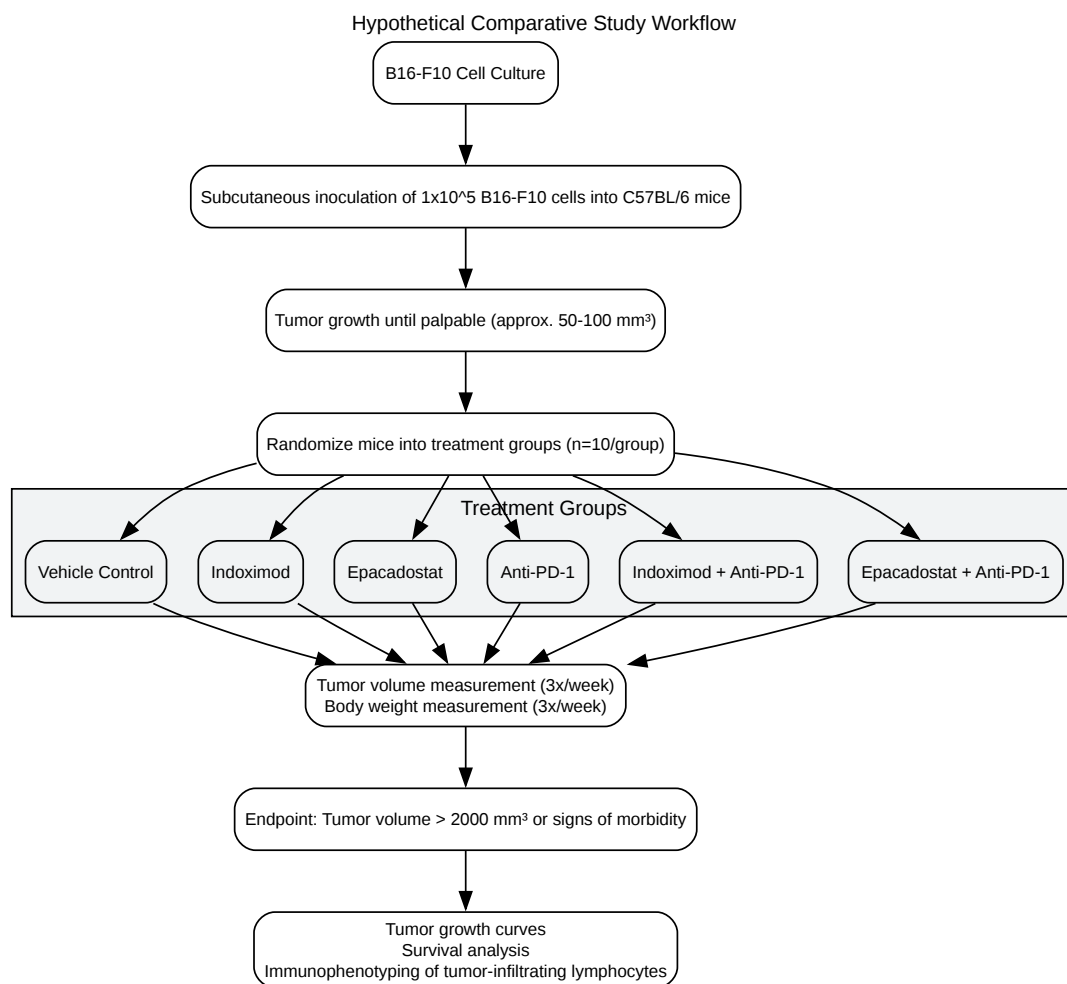 Hypothetical Comparative Study Workflow
B16-F10 Cell Culture
Subcutaneous inoculation of 1x10^5 B16-F10 cells into C57BL/6 mice
Tumor growth until palpable (approx. 50-100 mm³)
Randomize mice into treatment groups (n=10/group)
Treatment Groups
Vehicle Control
Indoximod
Epacadostat
Anti-PD-1
Indoximod + Anti-PD-1
Epacadostat + Anti-PD-1
Tumor volume measurement (3x/week)
Body weight measurement (3x/week)
Endpoint: Tumor volume > 2000 mm³ or signs of morbidity
Tumor growth curves
Survival analysis
Immunophenotyping of tumor-infiltrating lymphocytes